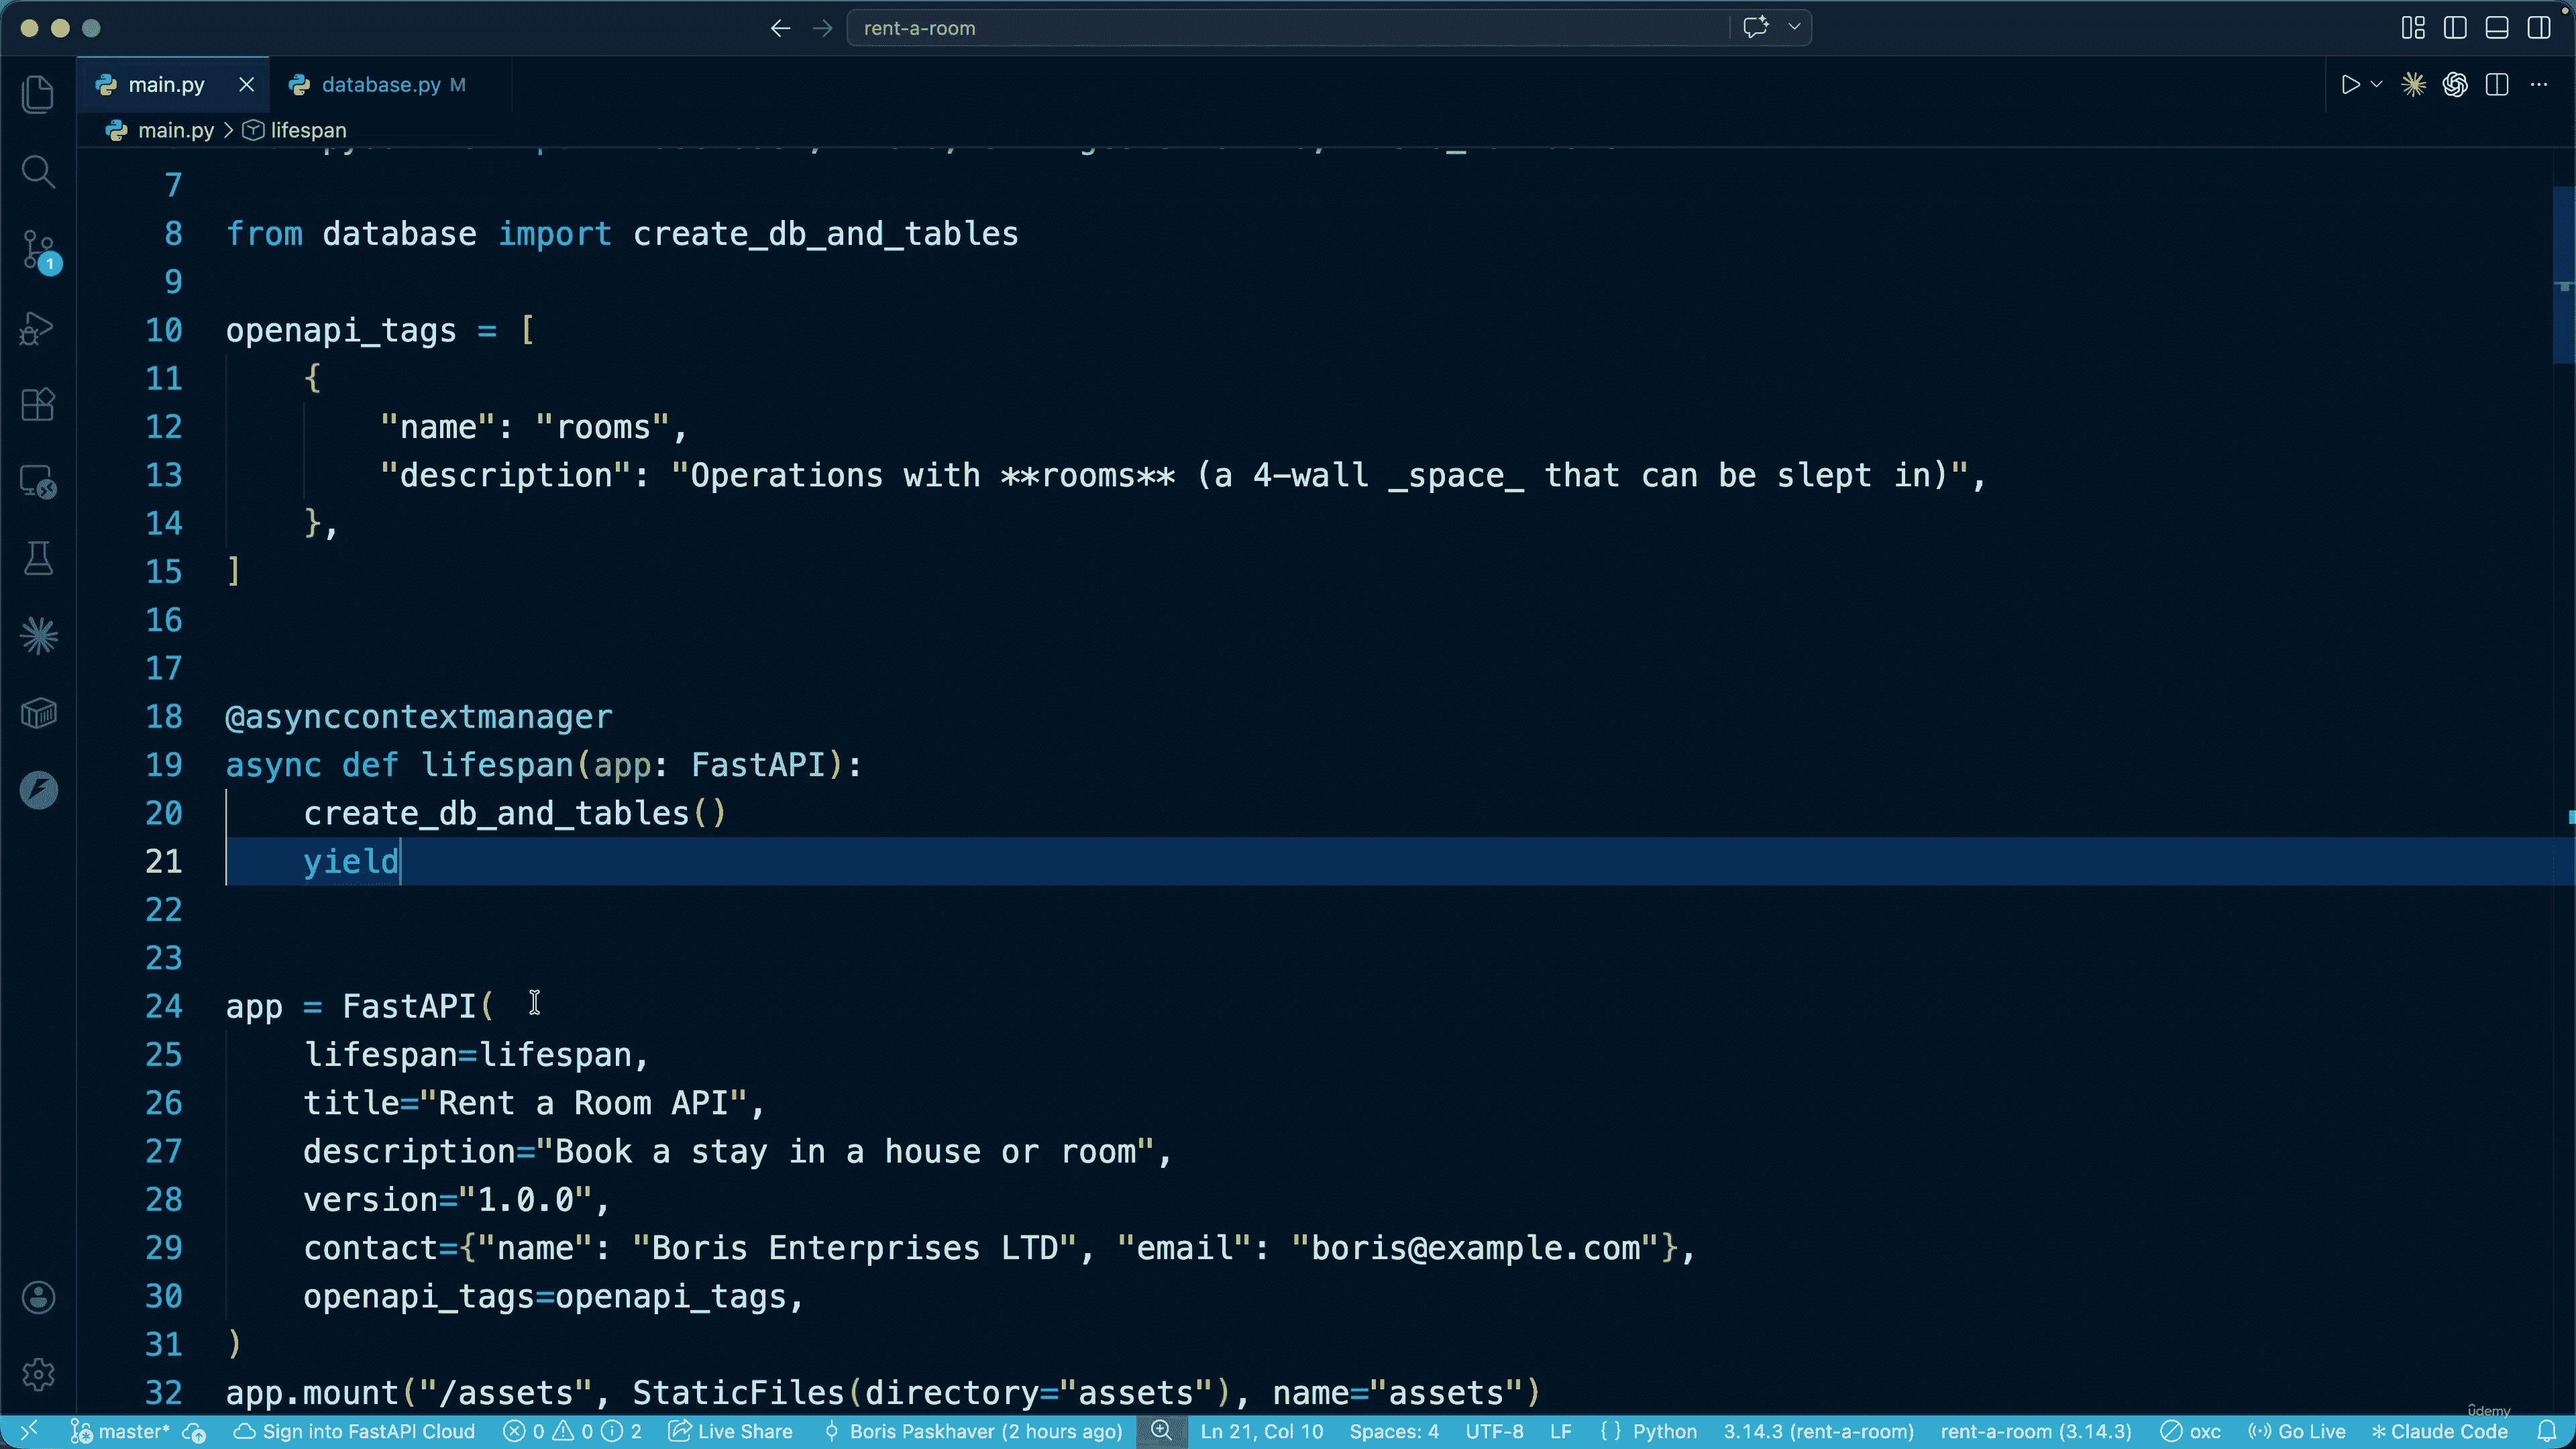 rent-a-room
main.py
database.py M
main.py > lifespan
7
8 from database import create_db_and_tables
9
10 openapi_tags = [
11 {
12 "name": "rooms",
13 "description": "Operations with **rooms** (a 4-wall _space_ that can be slept in)",
14 },
15 ]
16
17
18 @asynccontextmanager
19 async def lifespan(app: FastAPI):
20 create_db_and_tables()
21 yield
22
23
24 app = FastAPI(
25 lifespan=lifespan,
26 title="Rent a Room API",
27 description="Book a stay in a house or room",
28 version="1.0.0",
29 contact={"name": "Boris Enterprises LTD", "email": "boris@example.com"},
30 openapi_tags=openapi_tags,
31 )
32 app.mount("/assets", StaticFiles(directory="assets"), name="assets")
1
udemy
master* Sign into FastAPI Cloud 0 0 2 Live Share Boris Paskhaver (2 hours ago) Ln 21, Col 10 Spaces: 4 UTF-8 LF { } Python 3.14.3 (rent-a-room) rent-a-room (3.14.3) oxc Go Live Claude Code